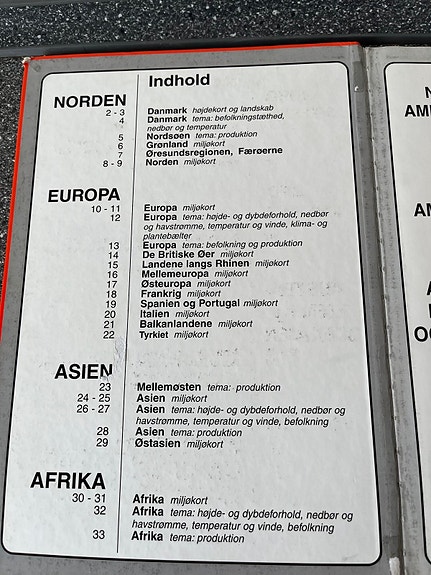 Indhold
NORDEN
2 - 3 Danmark højdekort og landskab
4 Danmark tema: befolkningstæthed,
nedbør og temperatur
5 Nordsøen tema: produktion
6 Grønland miljøkort
7 Øresundsregionen, Færøerne
8 - 9 Norden miljøkort
EUROPA
10 - 11 Europa miljøkort
12 Europa tema: højde- og dybdeforhold, nedbør
og havstrømme, temperatur og vinde, klima- og
plantebælter
13 Europa tema: befolkning og produktion
14 De Britiske Øer miljøkort
15 Landene langs Rhinen miljøkort
16 Mellemeuropa miljøkort
17 Østeuropa miljøkort
18 Frankrig miljøkort
19 Spanien og Portugal miljøkort
20 Italien miljøkort
21 Balkanlandene miljøkort
22 Tyrkiet miljøkort
ASIEN
23 Mellemøsten tema: produktion
24 - 25 Asien miljøkort
26 - 27 Asien tema: højde- og dybdeforhold, nedbør og
havstrømme, temperatur og vinde, befolkning
28 Asien tema: produktion
29 Østasien miljøkort
AFRIKA
30 - 31 Afrika miljøkort
32 Afrika tema: højde- og dybdeforhold, nedbør og
havstrømme, temperatur og vinde, befolkning
33 Afrika tema: produktion